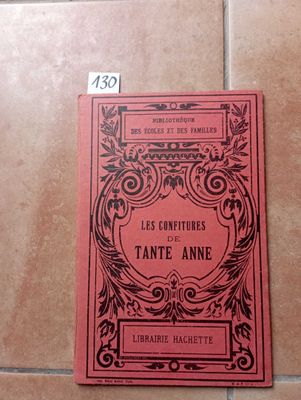 130
BIBLIOTHÈQUE
DES ÉCOLES ET DES FAMILLES
LES CONFITURES
DE
TANTE ANNE
LIBRAIRIE HACHETTE